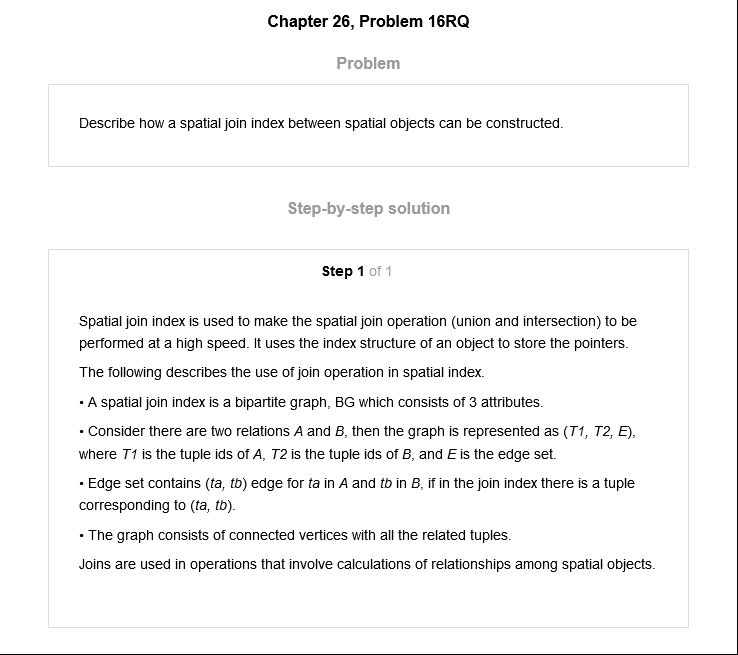 Chapter 26, Problem 16RQ
Problem
Describe how a spatial join index between spatial objects can be constructed.
Step-by-step solution
Step 1 of 1
Spatial join index is used to make the spatial join operation (union and intersection) to be
performed at a high speed. It uses the index structure of an object to store the pointers.
The following describes the use of join operation in spatial index.
• A spatial join index is a bipartite graph, BG which consists of 3 attributes.
• Consider there are two relations A and B, then the graph is represented as (T1, T2, E),
where T1 is the tuple ids of A, T2 is the tuple ids of B, and E is the edge set.
• Edge set contains (ta, tb) edge for ta in A and tb in B, if in the join index there is a tuple
corresponding to (ta, tb).
• The graph consists of connected vertices with all the related tuples.
Joins are used in operations that involve calculations of relationships among spatial objects.